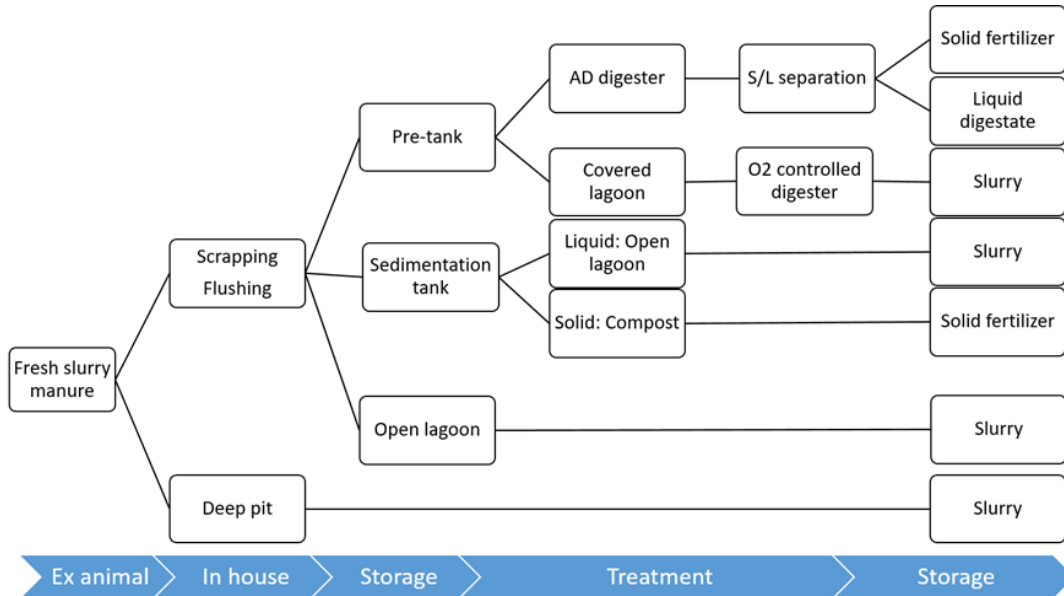 Solid fertilizer
AD digester
S/L separation
Liquid
digestate
Pre-tank
Covered
lagoon
O2 controlled
digester
Slurry
Scrapping
Flushing
Sedimentation
tank
Liquid: Open
lagoon
Slurry
Solid: Compost
Solid fertilizer
Fresh slurry
manure
Open lagoon
Slurry
Deep pit
Slurry
Ex animal
In house
Storage
Treatment
Storage